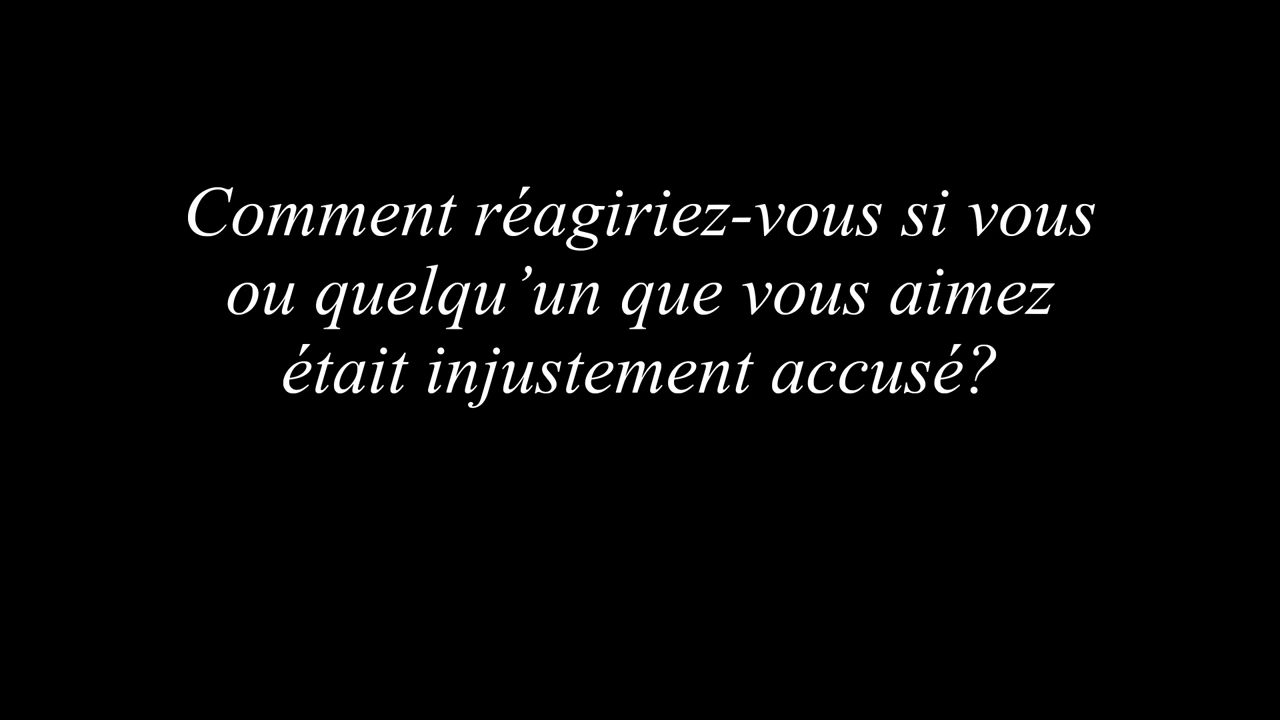 Comment réagiriez-vous si vous
ou quelqu’un que vous aimez
était injustement accusé?